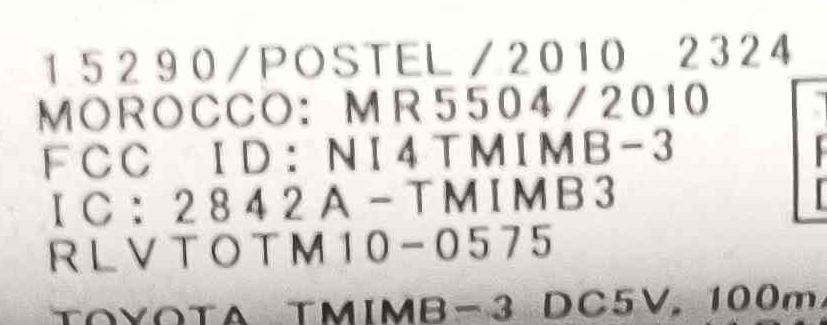 15290/POSTEL/2010 2324
MOROCCO: MR5504/2010
FCC ID: NI4TMIMB-3
IC: 2842A-TMIMB3
RLVTOTM10-0575
TOYOTA TMIMB-3 DC5V, 100mA